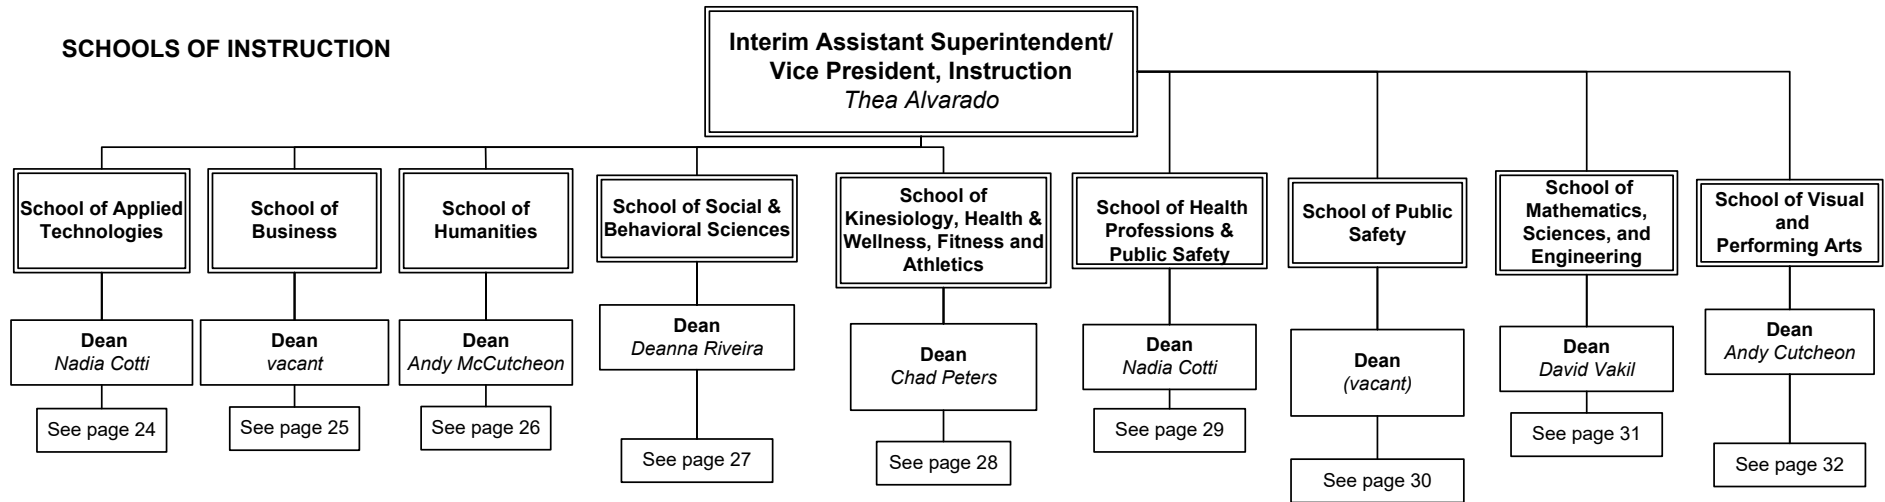 SCHOOLS OF INSTRUCTION
Interim Assistant Superintendent/
Vice President, Instruction
Thea Alvarado
School of Applied
Technologies
Dean
Nadia Cotti
See page 24
School of
Business
Dean
vacant
See page 25
School of
Humanities
Dean
Andy McCutcheon
See page 26
School of Social &
Behavioral Sciences
Dean
Deanna Riveira
See page 27
School of
Kinesiology, Health &
Wellness, Fitness and
Athletics
Dean
Chad Peters
See page 28
School of Health
Professions &
Public Safety
Dean
Nadia Cotti
See page 29
School of Public
Safety
Dean
(vacant)
See page 30
School of
Mathematics,
Sciences, and
Engineering
Dean
David Vakil
See page 31
School of Visual
and
Performing Arts
Dean
Andy Cutcheon
See page 32